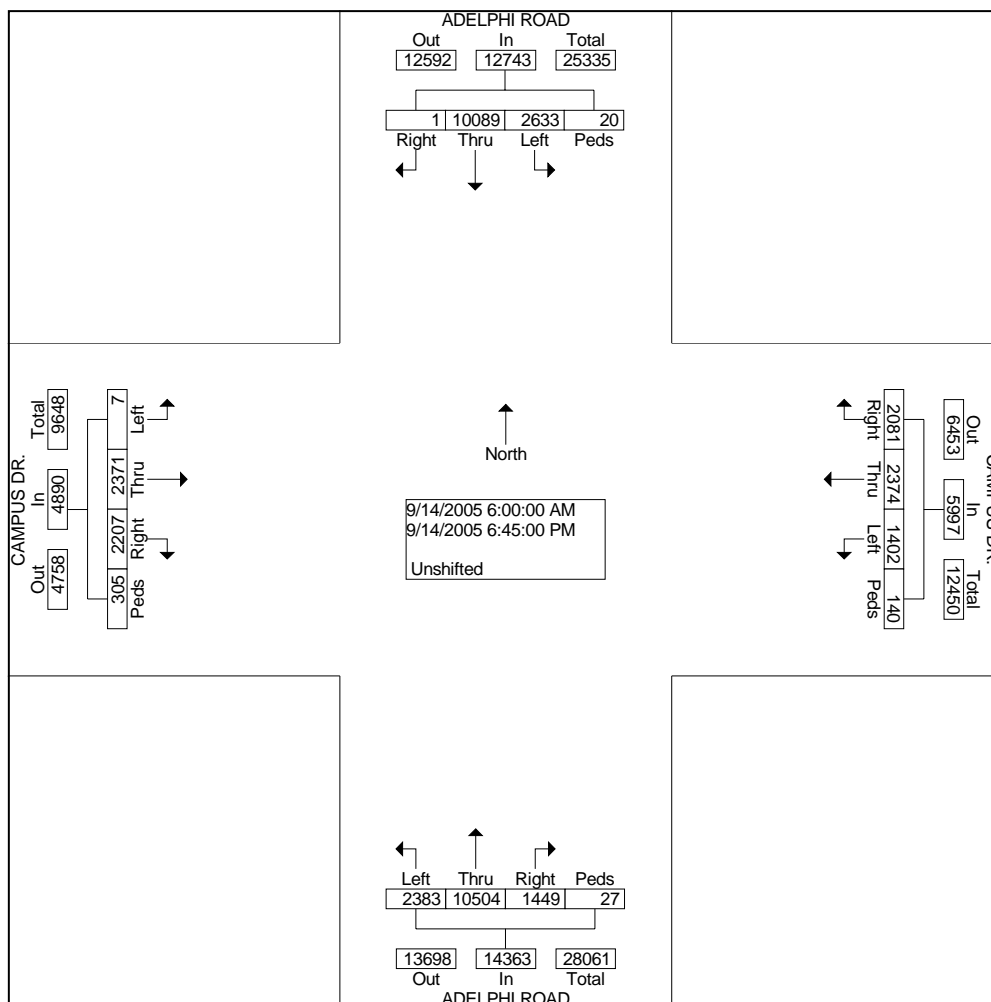 ADELPHI ROAD
Out In Total
12592 12743 25335
1 10089 2633 20
Right Thru Left Peds
CAMPUS DR.
Total In Out
9648 4890 4758
7 2371 2207 305
Left Thru Right Peds
North
9/14/2005 6:00:00 AM
9/14/2005 6:45:00 PM
Unshifted
CAMPUS DR.
Out In Total
6453 5997 12450
2081 2374 1402 140
Right Thru Left Peds
Left Thru Right Peds
2383 10504 1449 27
13698 14363 28061
Out In Total
ADELPHI ROAD